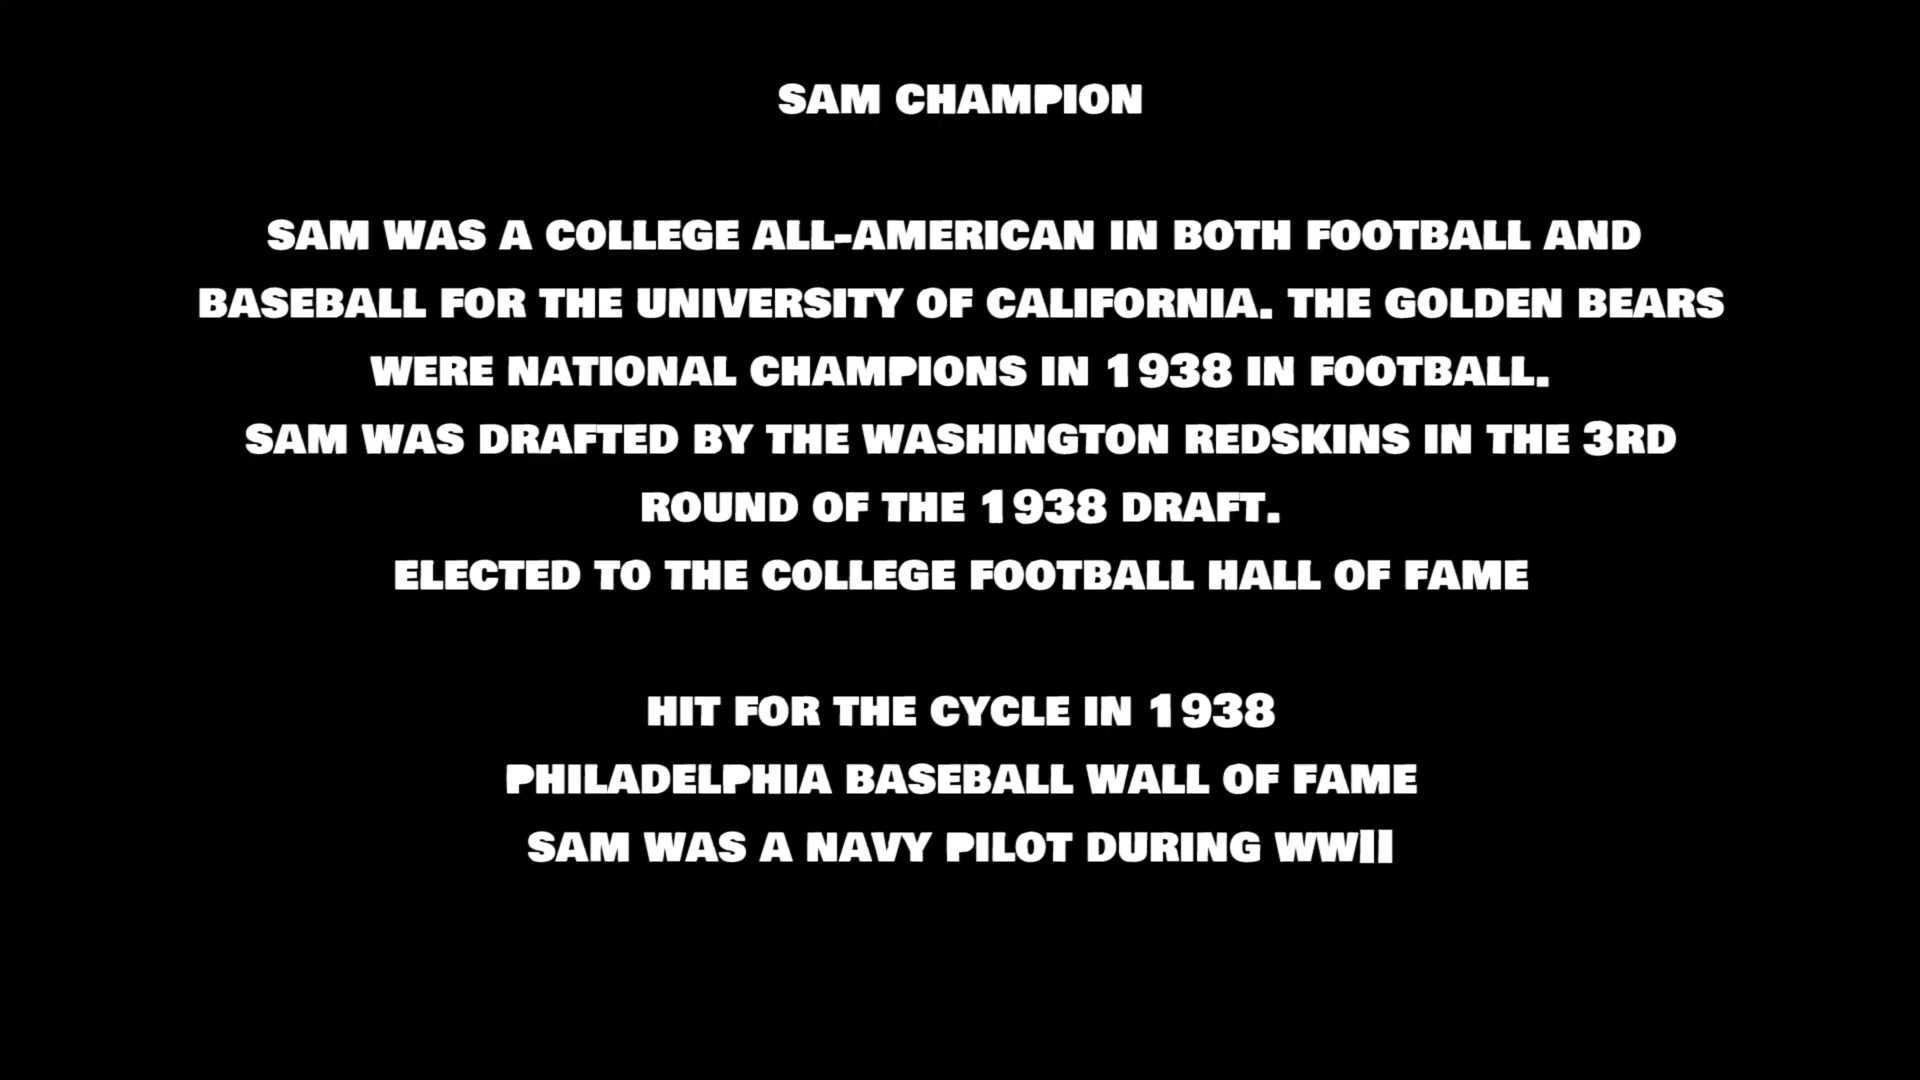 SAM CHAMPION
SAM WAS A COLLEGE ALL-AMERICAN IN BOTH FOOTBALL AND
BASEBALL FOR THE UNIVERSITY OF CALIFORNIA. THE GOLDEN BEARS
WERE NATIONAL CHAMPIONS IN 1938 IN FOOTBALL.
SAM WAS DRAFTED BY THE WASHINGTON REDSKINS IN THE 3RD
ROUND OF THE 1938 DRAFT.
ELECTED TO THE COLLEGE FOOTBALL HALL OF FAME
HIT FOR THE CYCLE IN 1938
PHILADELPHIA BASEBALL WALL OF FAME
SAM WAS A NAVY PILOT DURING WWII